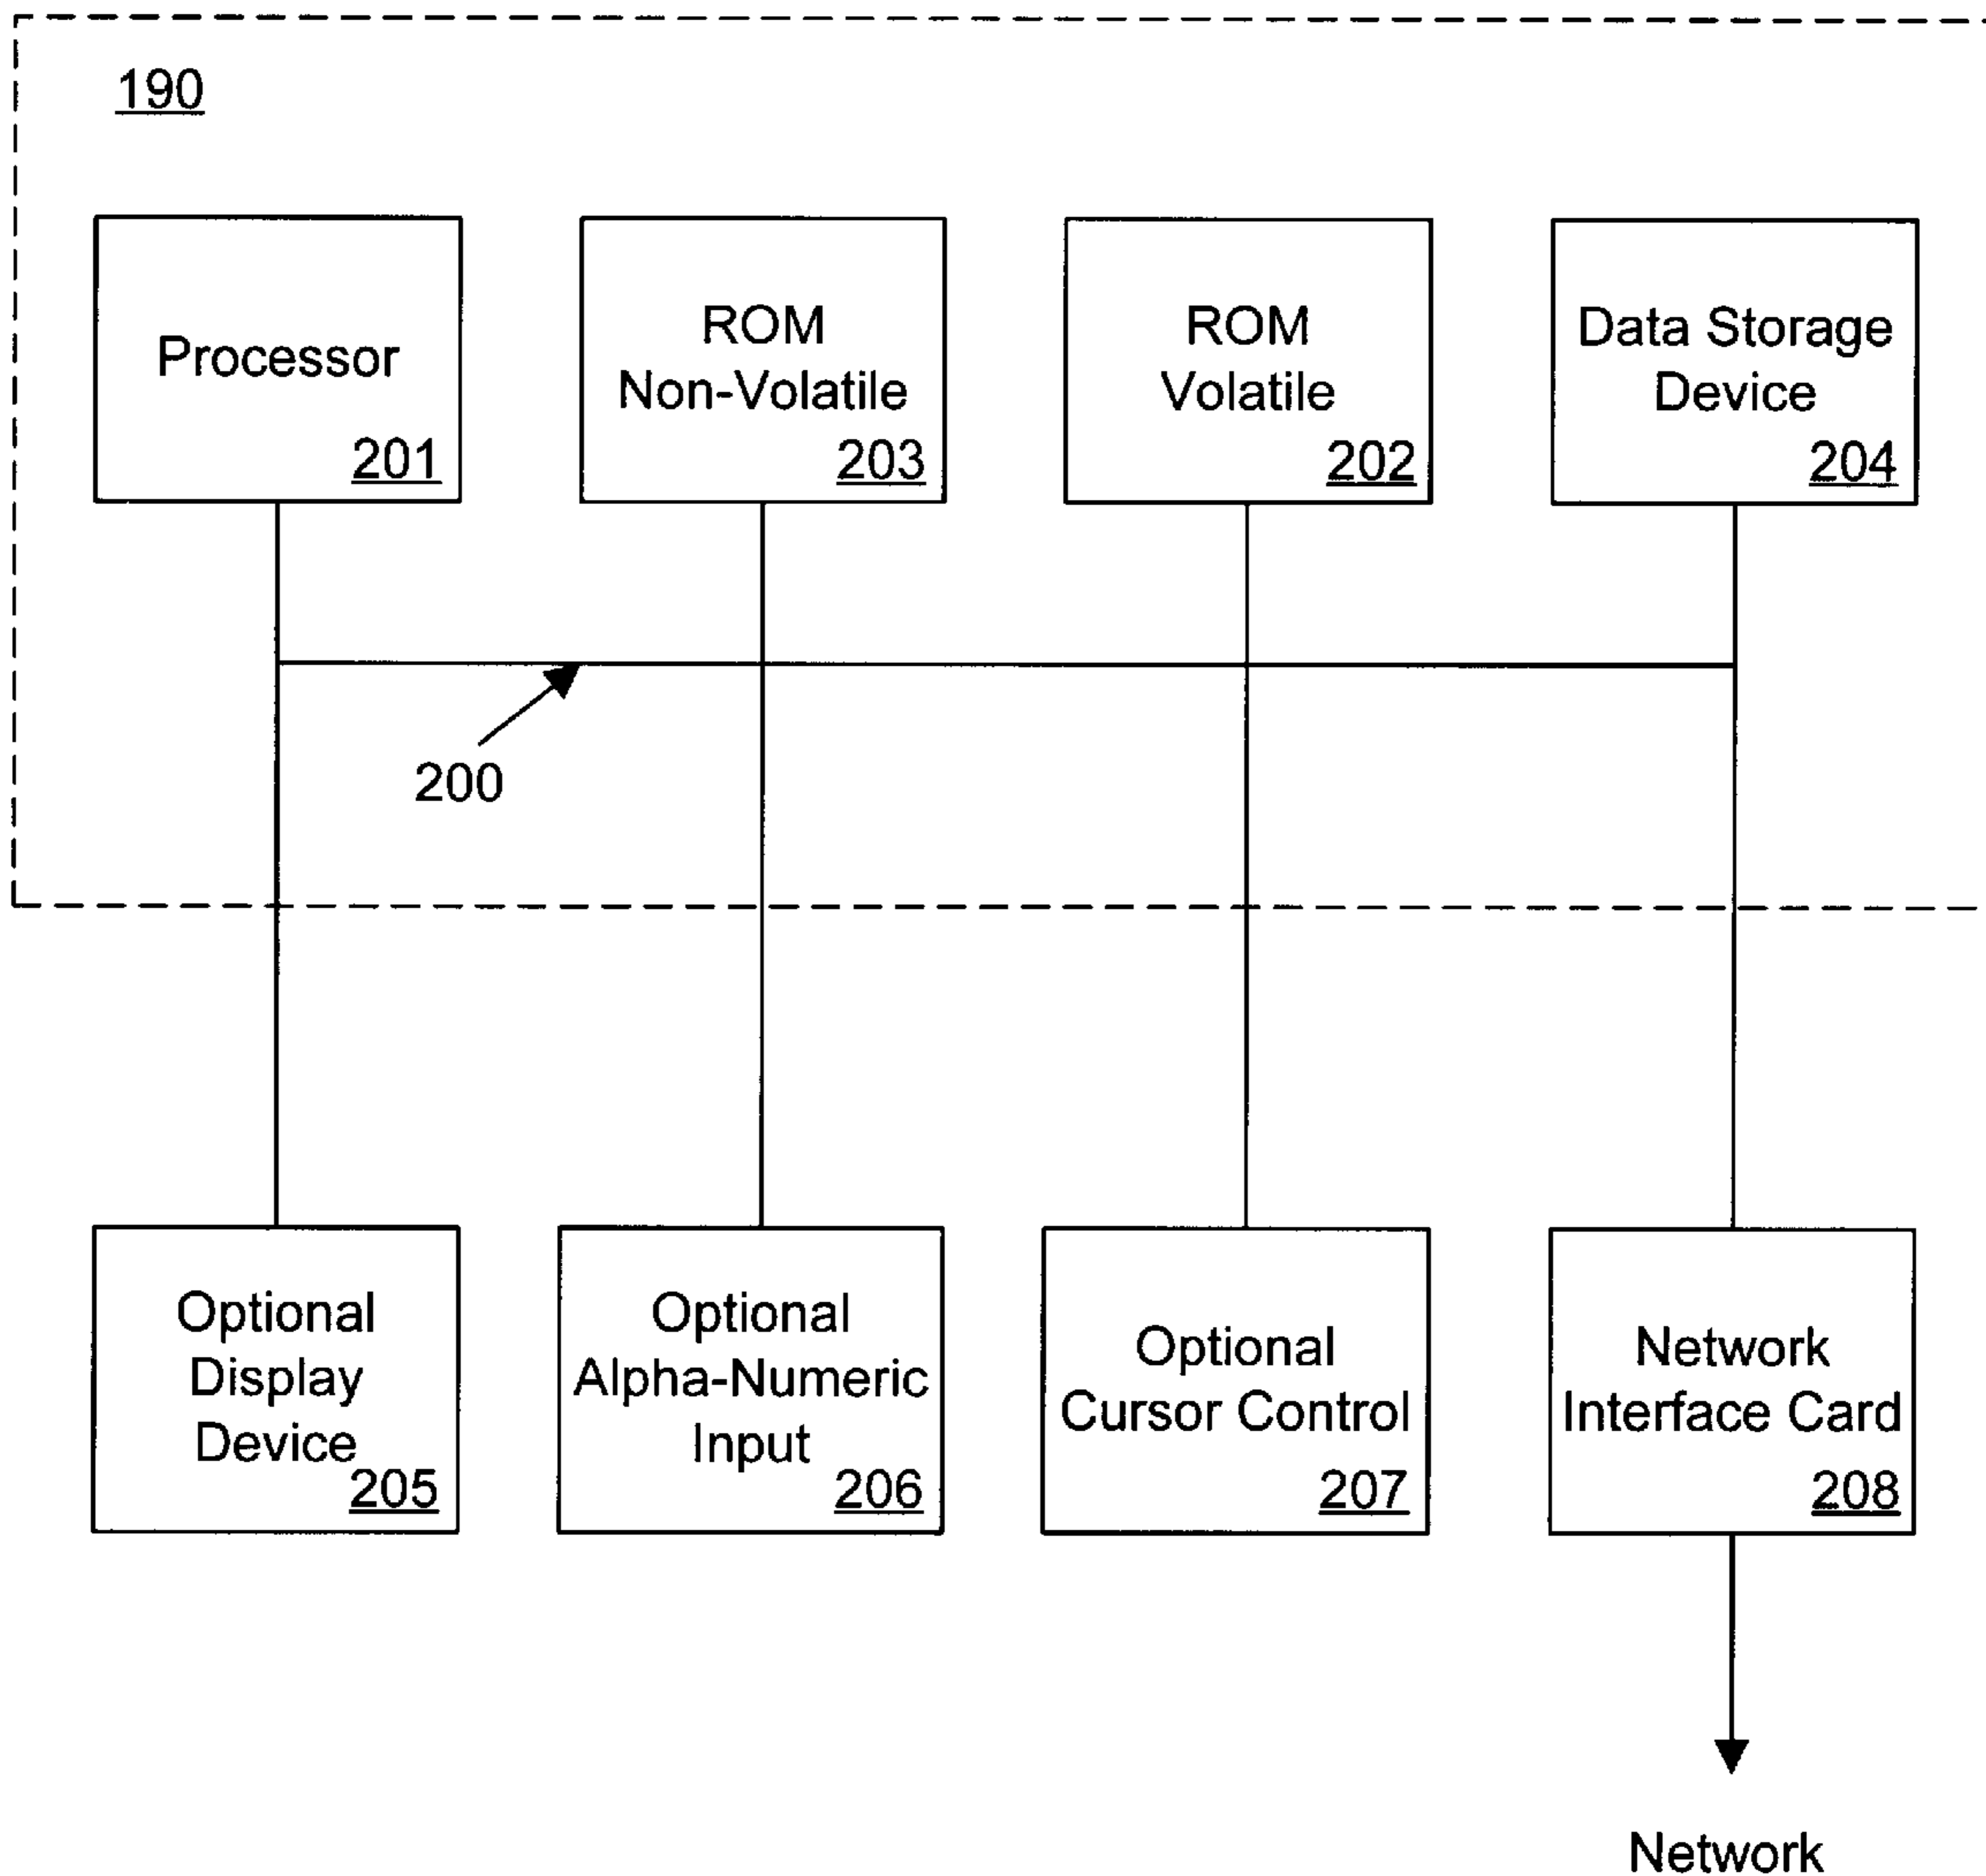 190
Processor
201
ROM
Non-Volatile
203
ROM
Volatile
202
Data Storage
Device
204
200
Optional
Display
Device
205
Optional
Alpha-Numeric
Input
206
Optional
Cursor Control
207
Network
Interface Card
208
Network